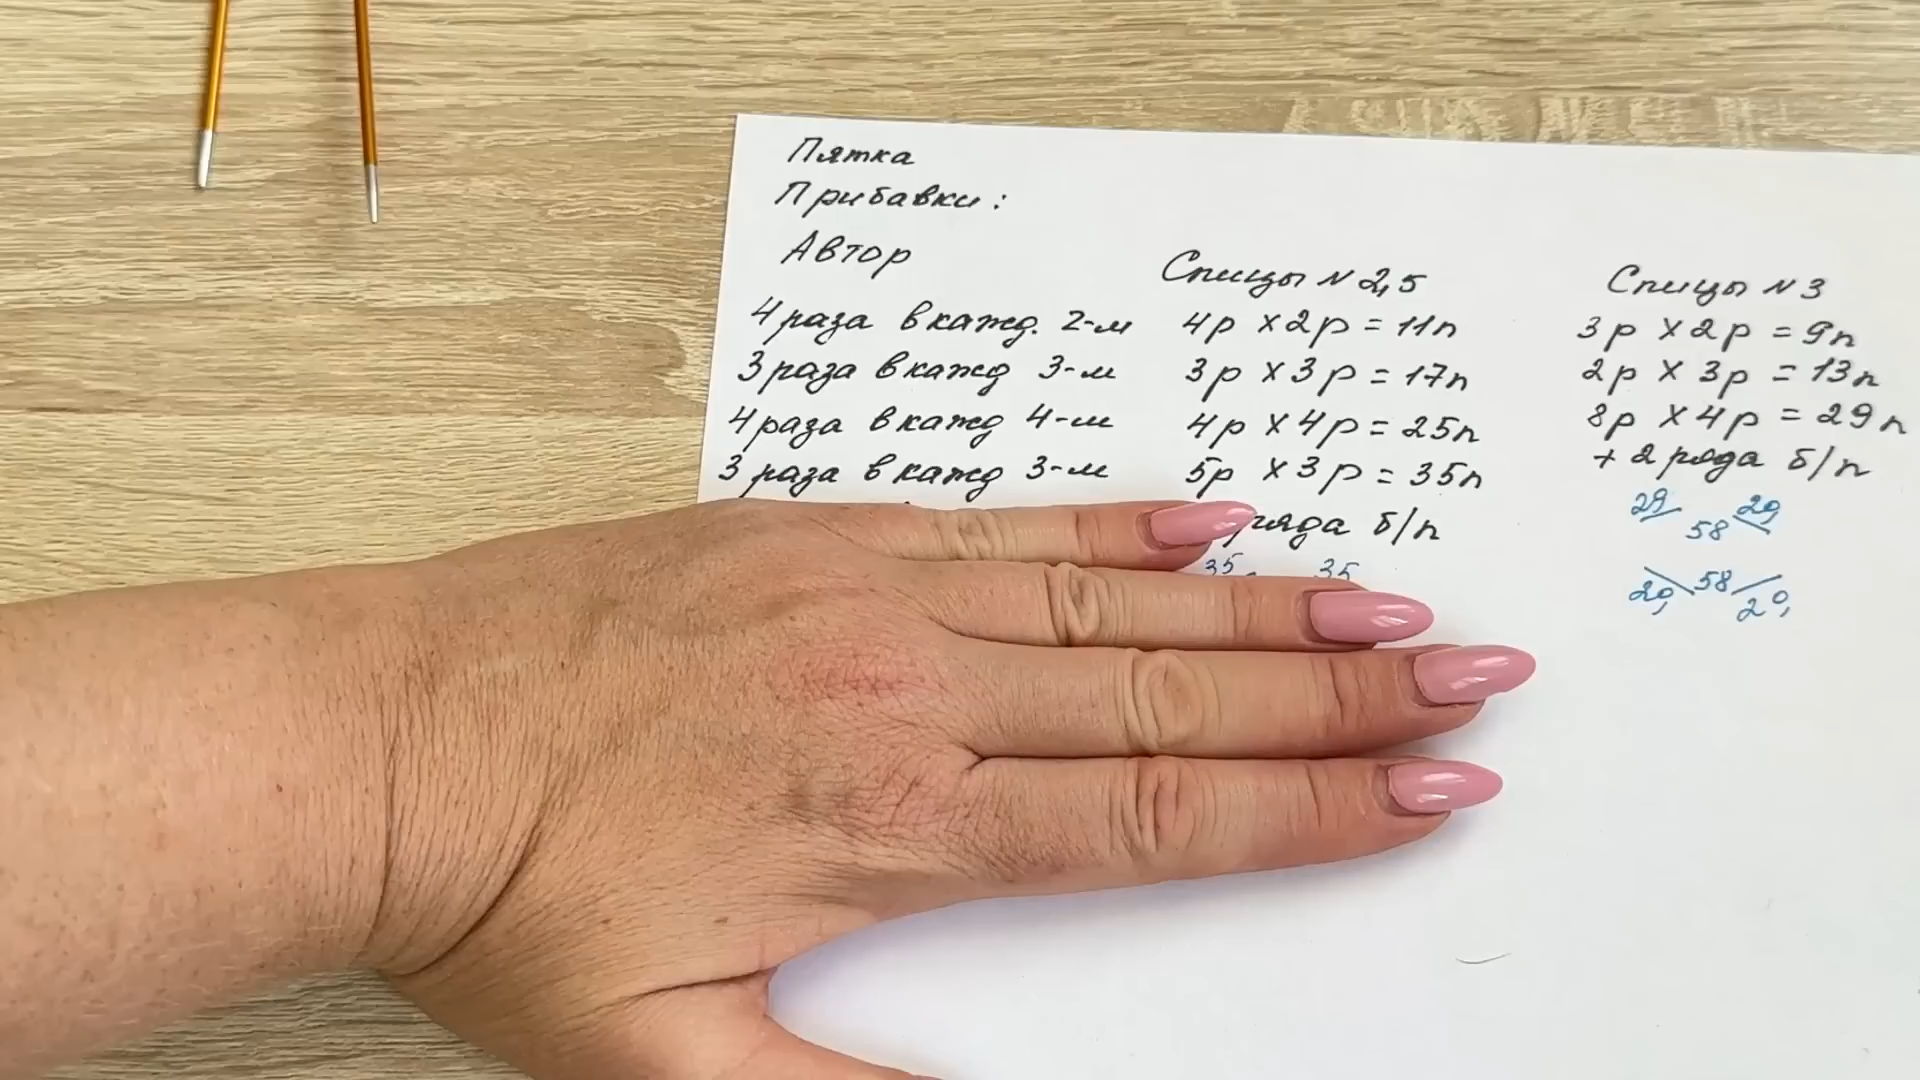 Пятка
Прибавки:
Автор
4 раза в кажд. 2-м
3 раза в кажд 3-м
4 раза в кажд 4-м
3 раза в кажд 3-м
Спицы N 2,5
4р х 2р = 11п
3р х 3р = 17п
4р х 4р = 25п
5р х 3р = 35п
ряда б/п
35 35
Спицы N 3
3р х 2р = 9п
2р х 3р = 13п
8р х 4р = 29п
+ 2 ряда б/п
29 58 29
29 58 29